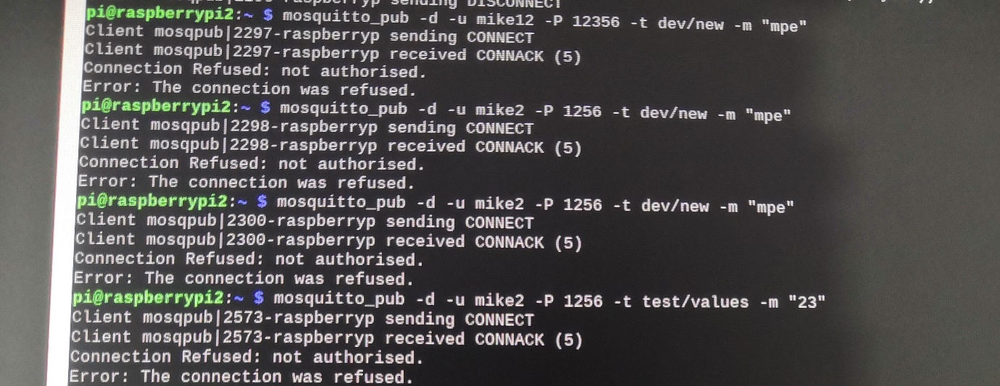 sending DISCONNECT
pi@raspberrypi2:~ $ mosquitto_pub -d -u mike12 -P 12356 -t dev/new -m "mpe"
Client mosqpub|2297-raspberryp sending CONNECT
Client mosqpub|2297-raspberryp received CONNACK (5)
Connection Refused: not authorised.
Error: The connection was refused.
pi@raspberrypi2:~ $ mosquitto_pub -d -u mike2 -P 1256 -t dev/new -m "mpe"
Client mosqpub|2298-raspberryp sending CONNECT
Client mosqpub|2298-raspberryp received CONNACK (5)
Connection Refused: not authorised.
Error: The connection was refused.
pi@raspberrypi2:~ $ mosquitto_pub -d -u mike2 -P 1256 -t dev/new -m "mpe"
Client mosqpub|2300-raspberryp sending CONNECT
Client mosqpub|2300-raspberryp received CONNACK (5)
Connection Refused: not authorised.
Error: The connection was refused.
pi@raspberrypi2:~ $ mosquitto_pub -d -u mike2 -P 1256 -t test/values -m "23"
Client mosqpub|2573-raspberryp sending CONNECT
Client mosqpub|2573-raspberryp received CONNACK (5)
Connection Refused: not authorised.
Error: The connection was refused.